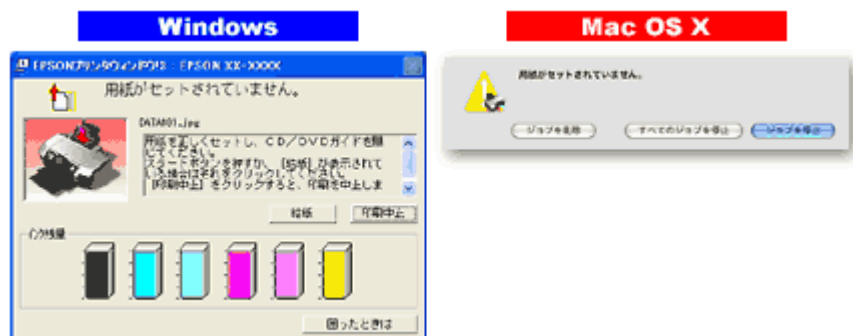 Windows
Mac OS X
EPSONプリンタウィンドウ!3 : EPSON XX-XXXX
用紙がセットされていません。
DATA01.jpg
用紙を正しくセットし、CD/DVDガイドを閉
じてください。
スタートボタンを押すか、[給紙]が表示されて
いる場合はそれをクリックしてください。
[印刷中止]をクリックすると、印刷を中止しま
給紙
印刷中止
インク残量
困ったときは
用紙がセットされていません。
ジョブを削除
すべてのジョブを停止
ジョブを停止